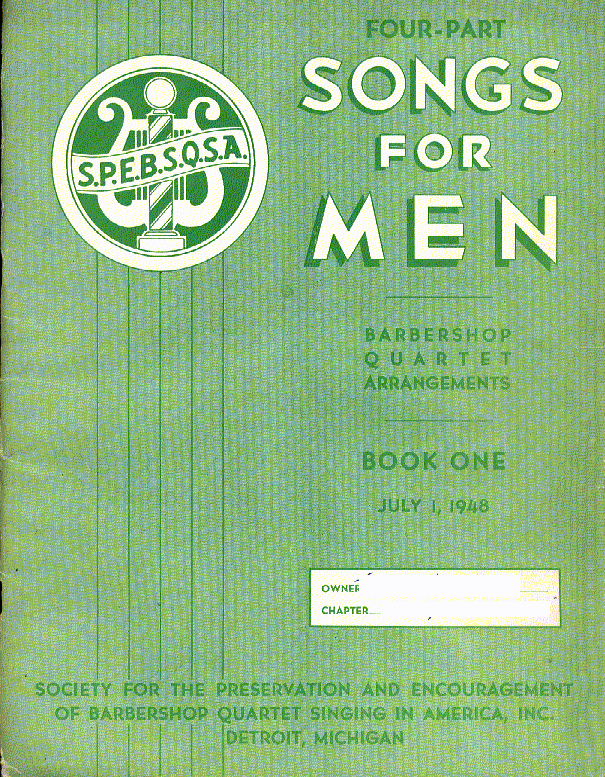 FOUR-PART
SONGS
FOR
MEN
S.P.E.B.S.Q.S.A.
BARBERSHOP
QUARTET
ARRANGEMENTS
BOOK ONE
JULY 1, 1948
OWNER
CHAPTER
SOCIETY FOR THE PRESERVATION AND ENCOURAGEMENT
OF BARBERSHOP QUARTET SINGING IN AMERICA, INC.
DETROIT, MICHIGAN